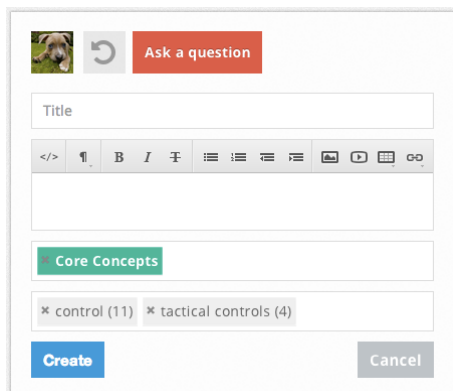 Ask a question
Title
</> ¶ B I T
× Core Concepts
× control (11) × tactical controls (4)
Create Cancel